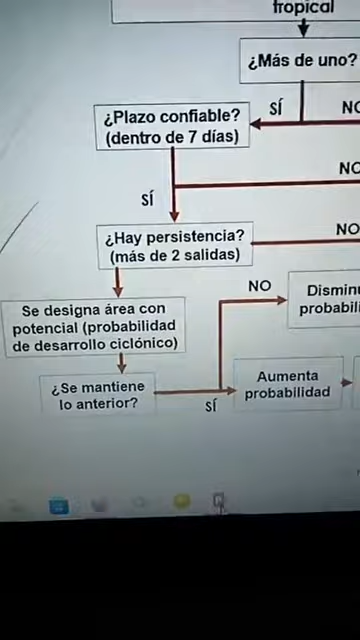 tropical
¿Más de uno?
¿Plazo confiable?
(dentro de 7 días)
SÍ
NO
NO
SÍ
¿Hay persistencia?
(más de 2 salidas)
NO
Se designa área con
potencial (probabilidad
de desarrollo ciclónico)
NO
¿Se mantiene
lo anterior?
SÍ
Aumenta
probabilidad